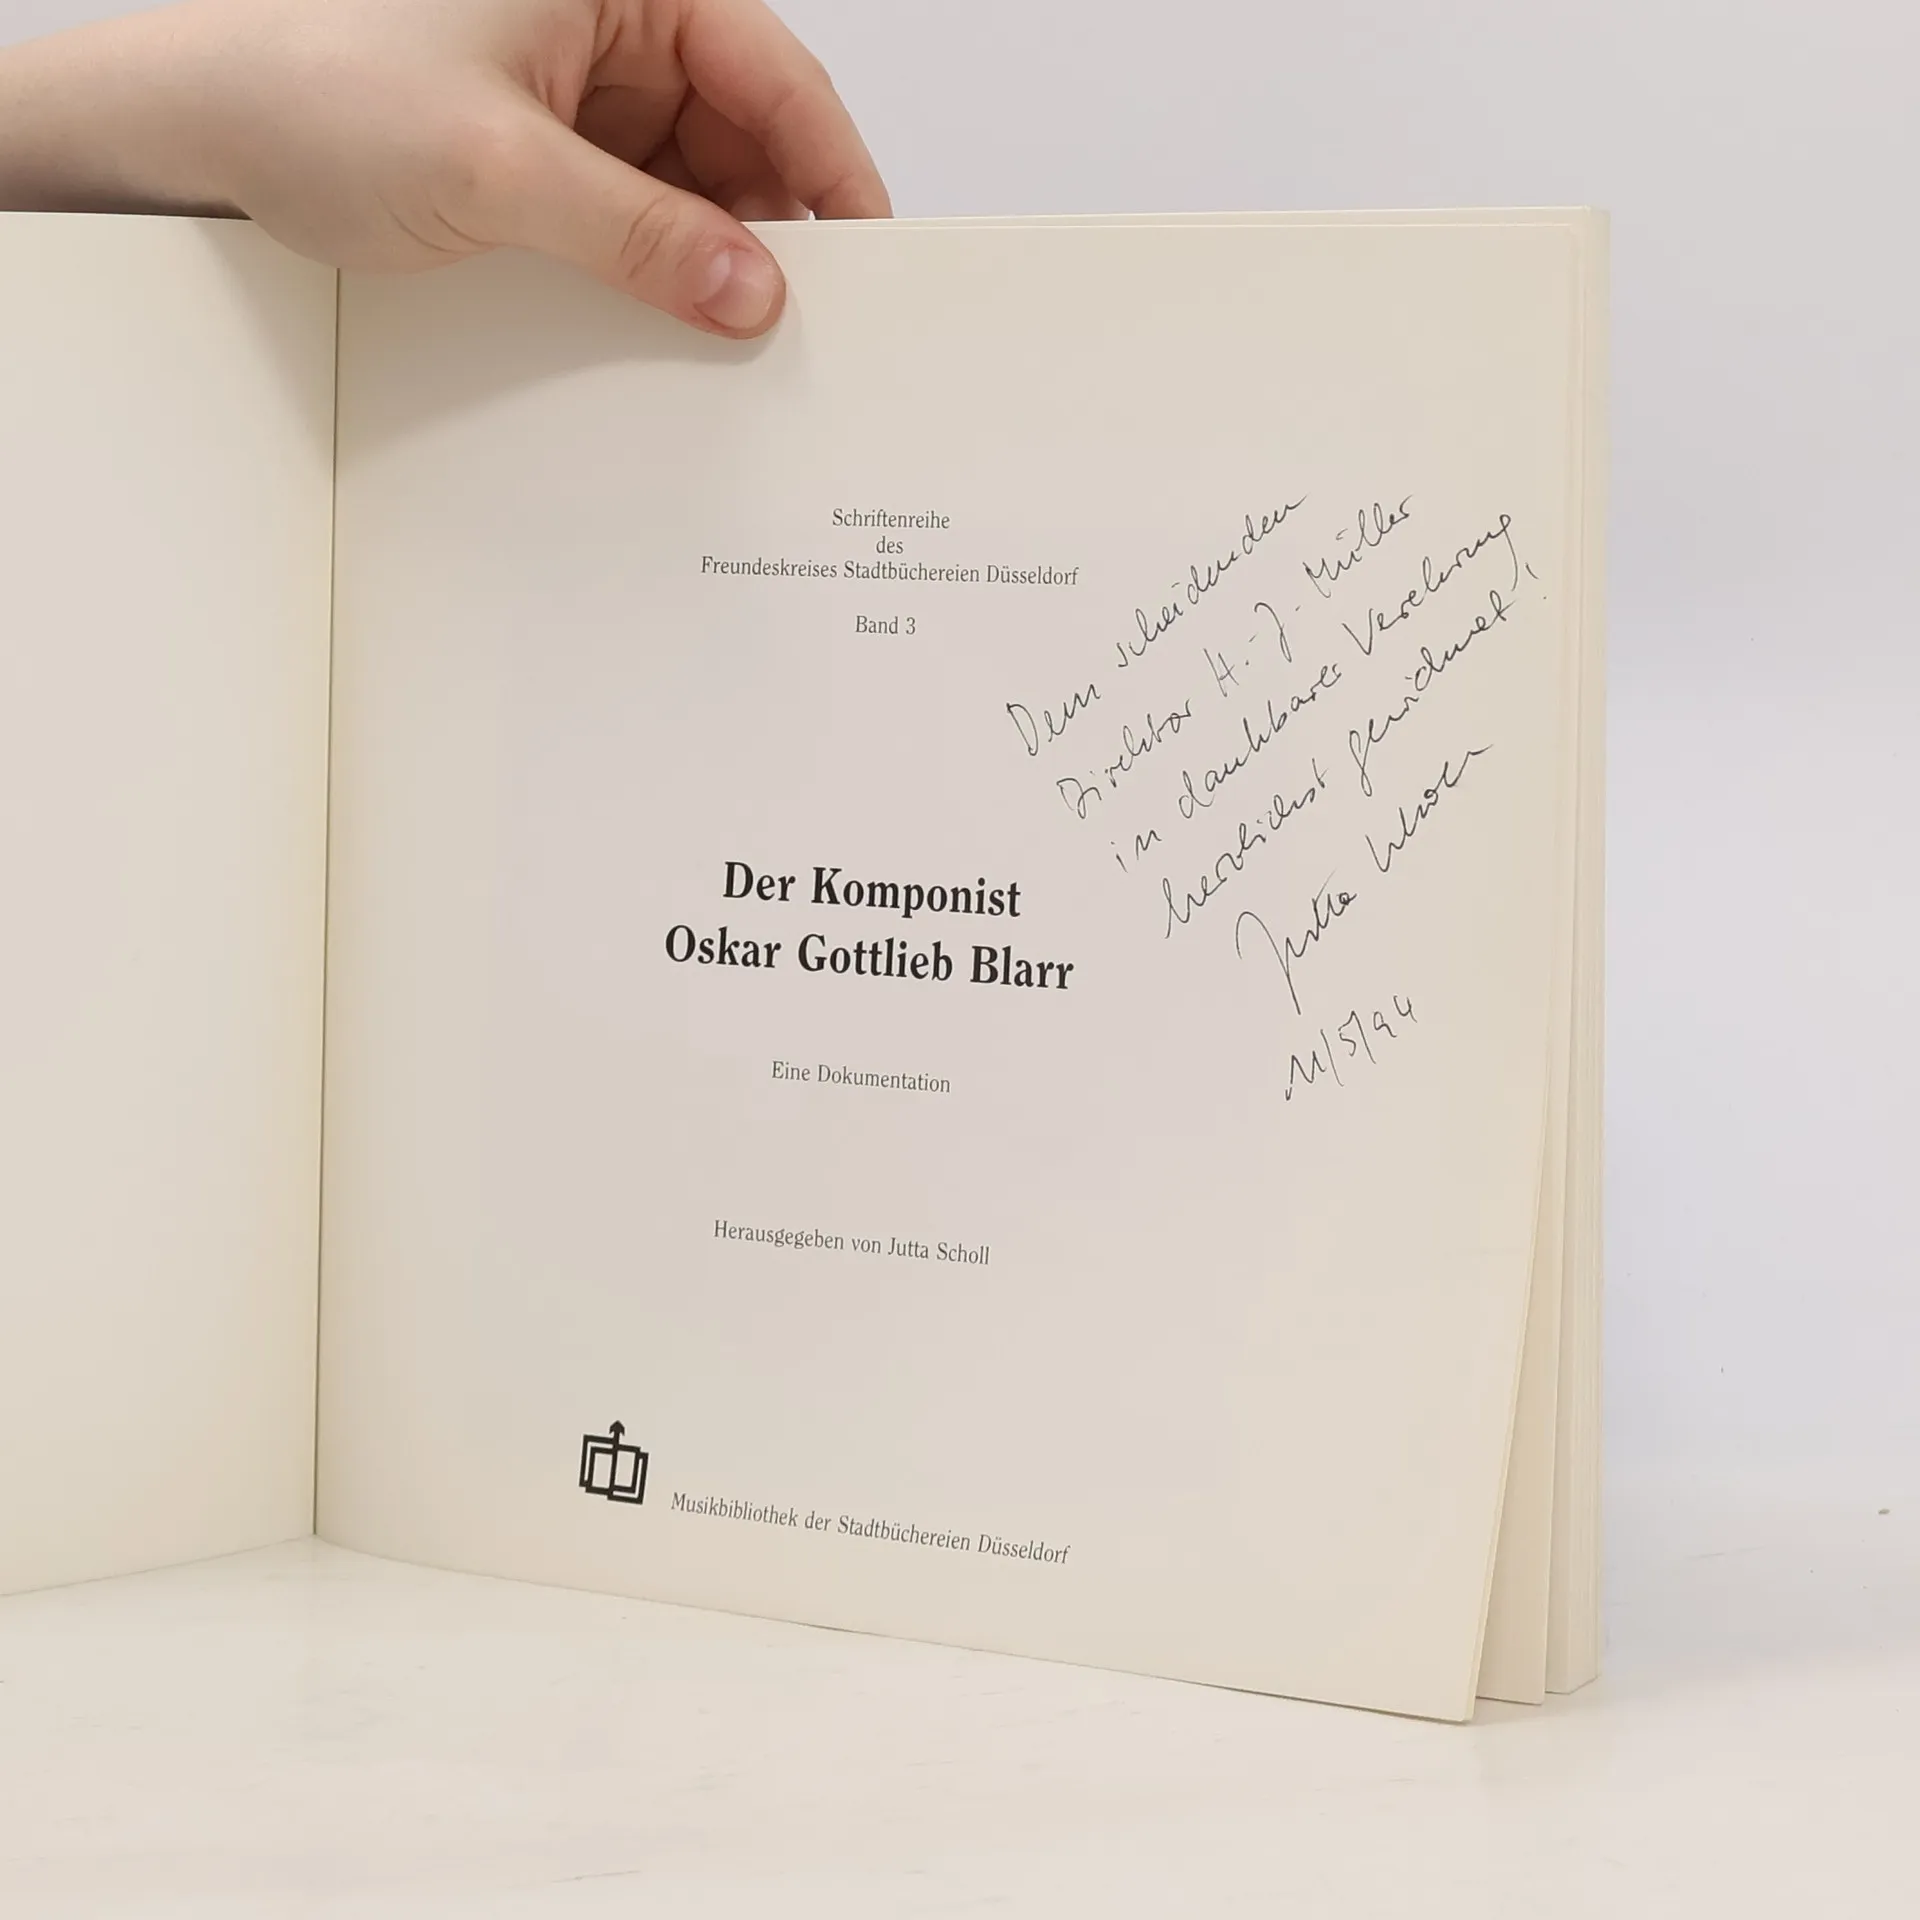 Schriftenreihe
des
Freundeskreises Stadtbüchereien Düsseldorf
Band 3
Dem scheidenden
Direktor H.-J. Müller
in dankbarer Verehrung
herzlichst gewidmet!
Jutta Scholl
11/5/94
Der Komponist
Oskar Gottlieb Blarr
Eine Dokumentation
Herausgegeben von Jutta Scholl
Musikbibliothek der Stadtbüchereien Düsseldorf